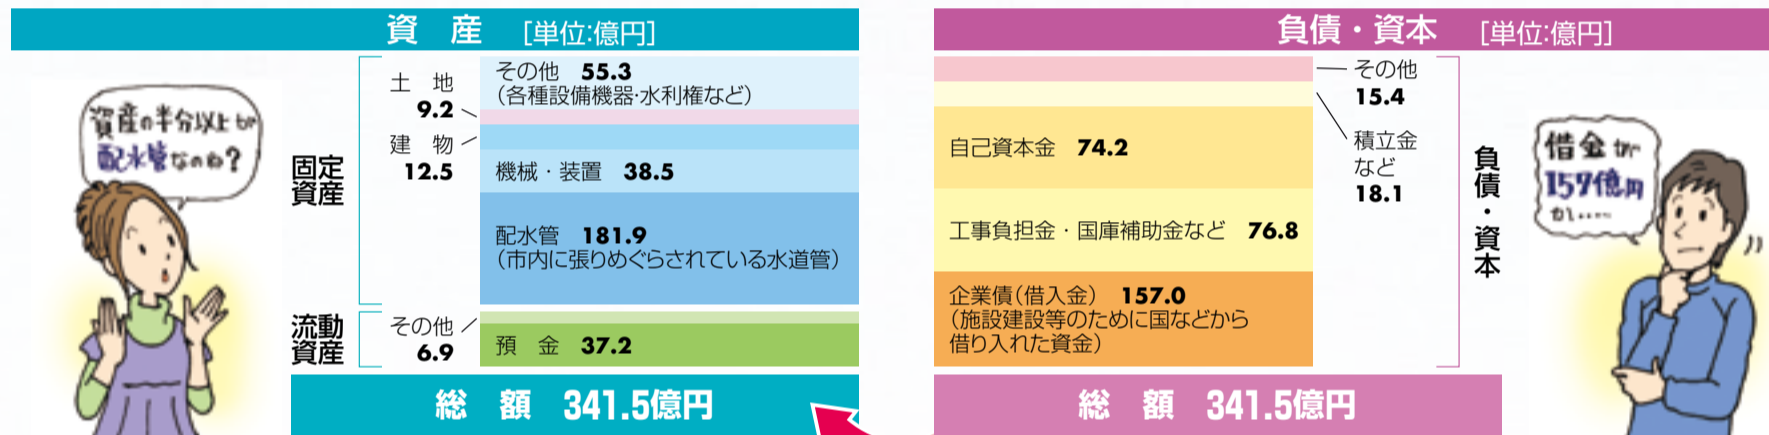 資　産　［単位:億円］
資産の半分以上が
配水管なのね？
固定
資産
土　地
9.2
建　物
12.5
その他　55.3
（各種設備機器·水利権など）
機械・装置　38.5
配水管　181.9
（市内に張りめぐらされている水道管）
流動
資産
その他
6.9
預　金　37.2
総　額　341.5億円
負債・資本　［単位:億円］
その他
15.4
積立金
など
18.1
自己資本金　74.2
工事負担金・国庫補助金など　76.8
企業債（借入金）　157.0
（施設建設等のために国などから
借り入れた資金）
負債・資本
総　額　341.5億円
借金が
157億円
か‥‥